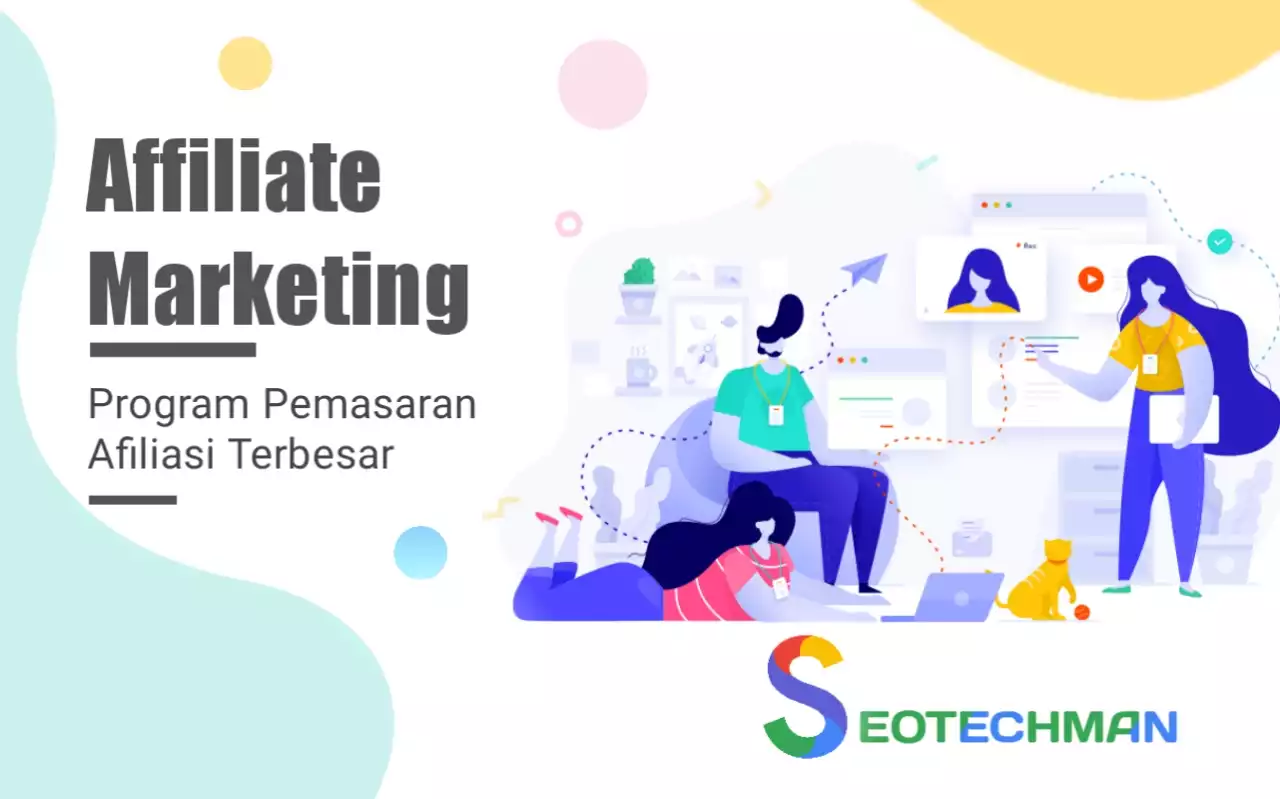 Affiliate
Marketing
Program Pemasaran
Afiliasi Terbesar
SEOTECHMAN